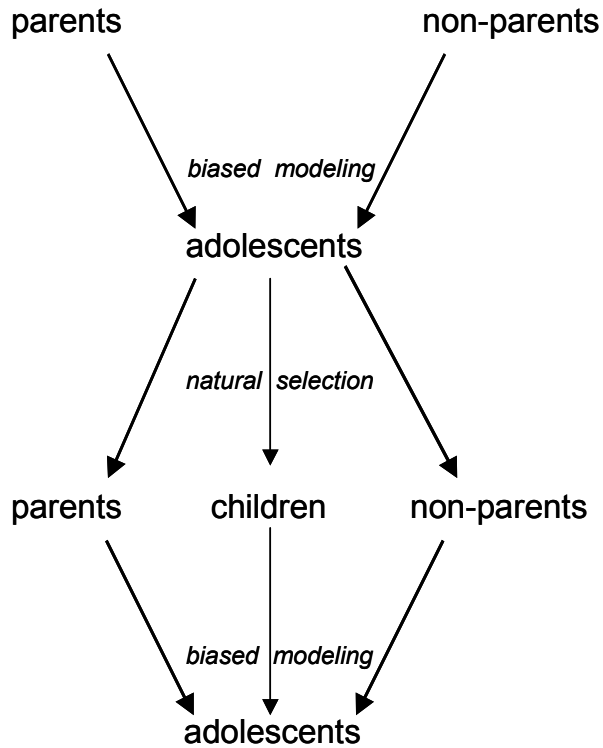 parents non-parents
biased modeling
adolescents
natural selection
parents children non-parents
biased modeling
adolescents